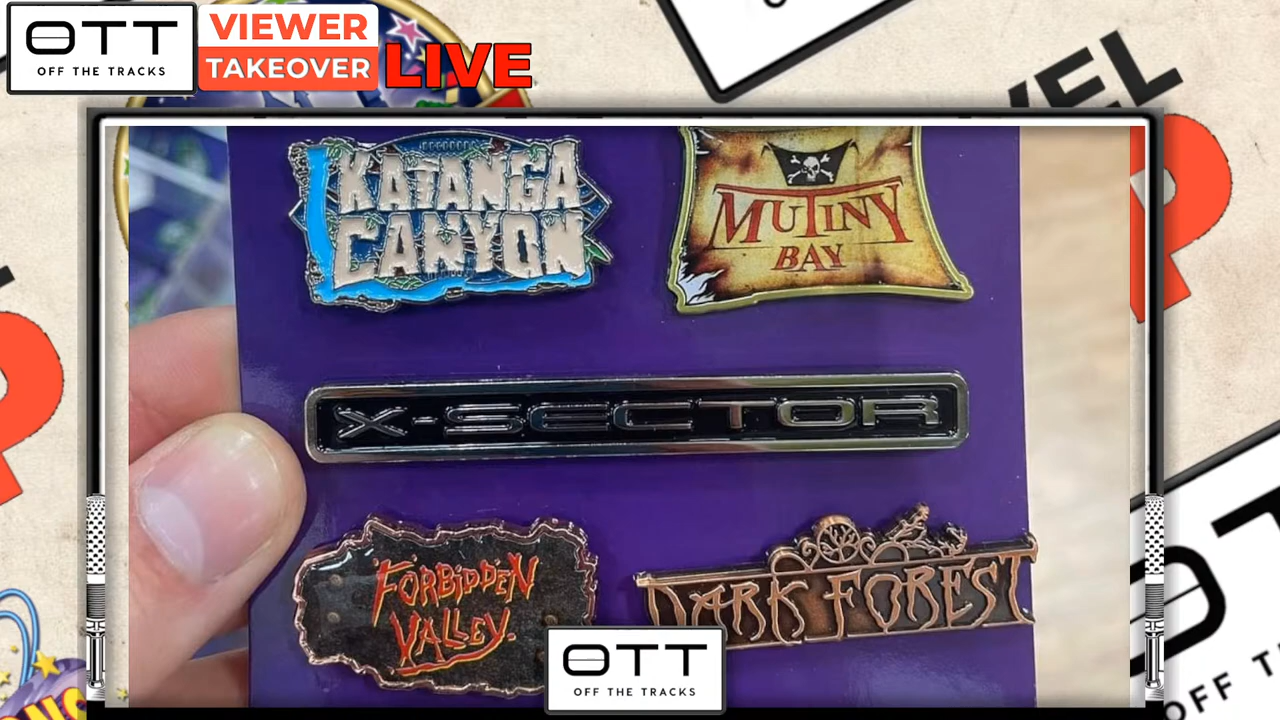 OTT
OFF THE TRACKS
VIEWER
TAKEOVER
LIVE
KATANGA
CANYON
MUTINY
BAY
X-SECTOR
FORBIDDEN
VALLEY
DARK FOREST
OTT
OFF THE TRACKS
OFF T